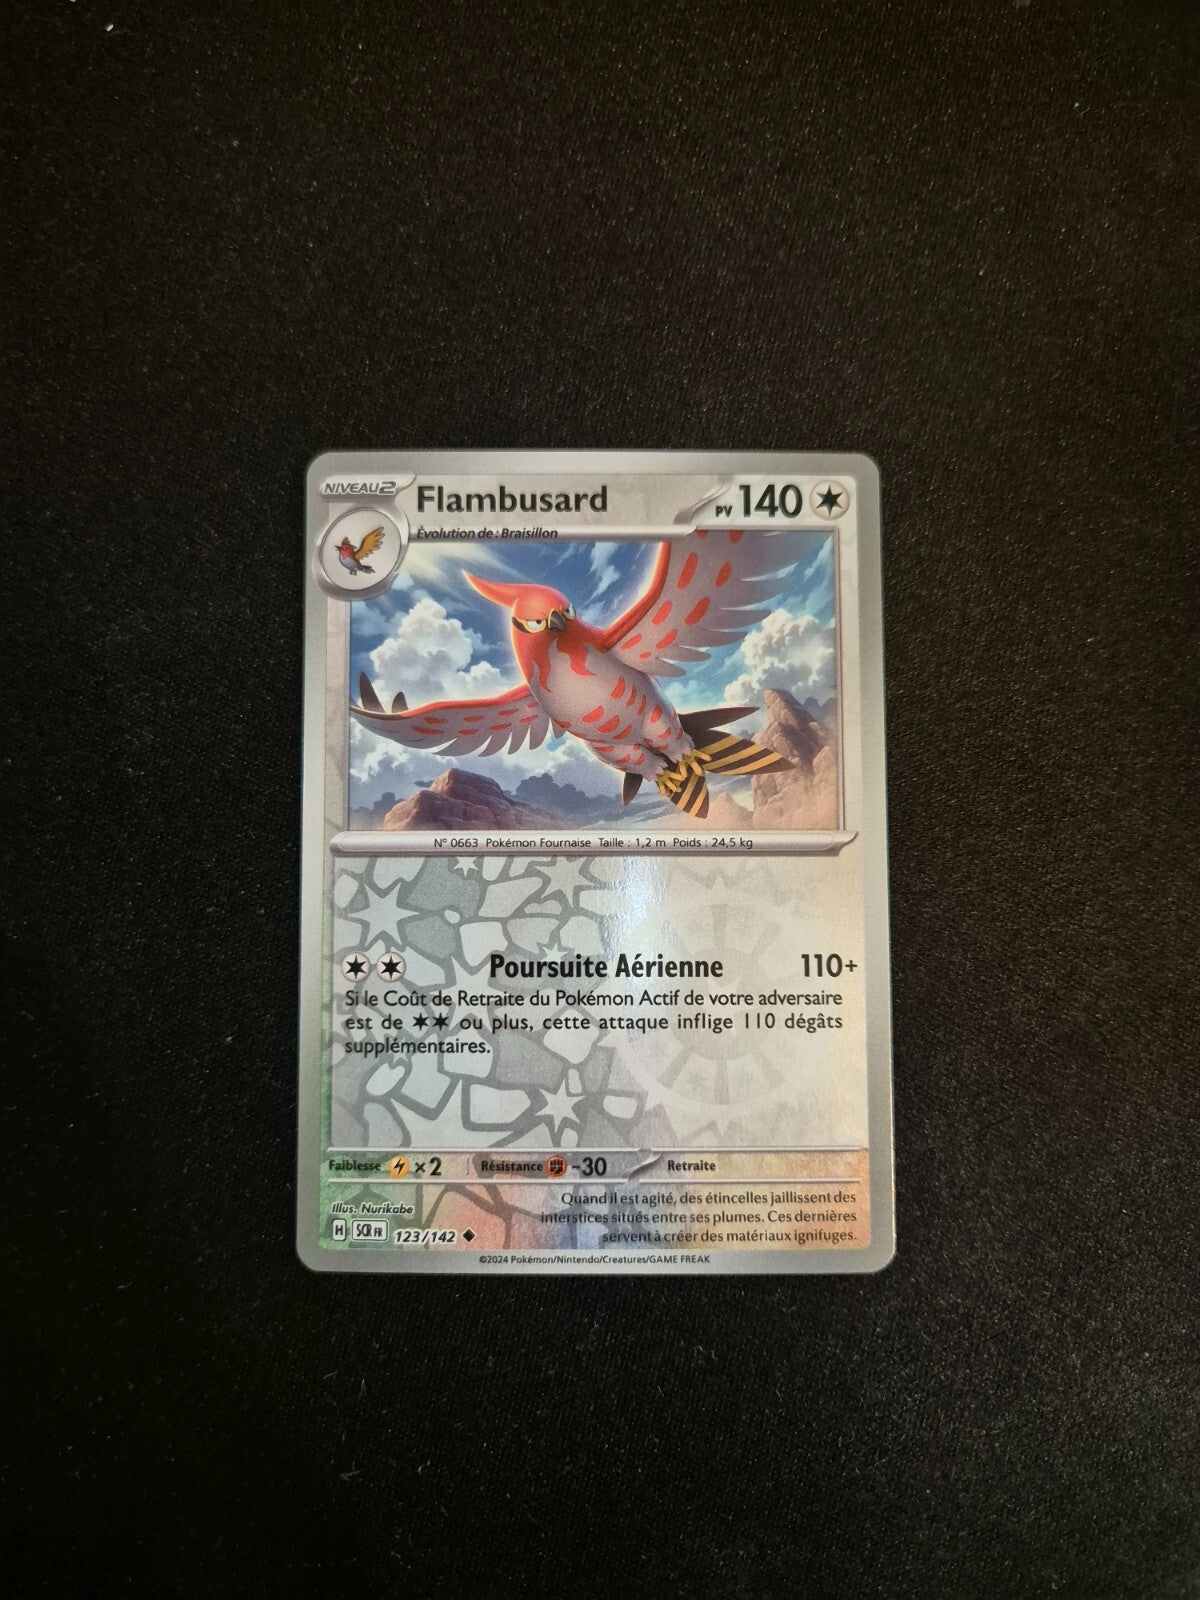 NIVEAU 2
Flambusard
PV 140
Évolution de : Braisillon
N° 0663 Pokémon Fournaise Taille : 1,2 m Poids : 24,5 kg
Poursuite Aérienne 110+
Si le Coût de Retraite du Pokémon Actif de votre adversaire
est de ou plus, cette attaque inflige 110 dégâts
supplémentaires.
Faiblesse ×2 Résistance -30 Retraite
Illus. Nurikabe
Quand il est agité, des étincelles jaillissent des
interstices situés entre ses plumes. Ces dernières
servent à créer des matériaux ignifuges.
H SCR FR 123/142
©2024 Pokémon/Nintendo/Creatures/GAME FREAK